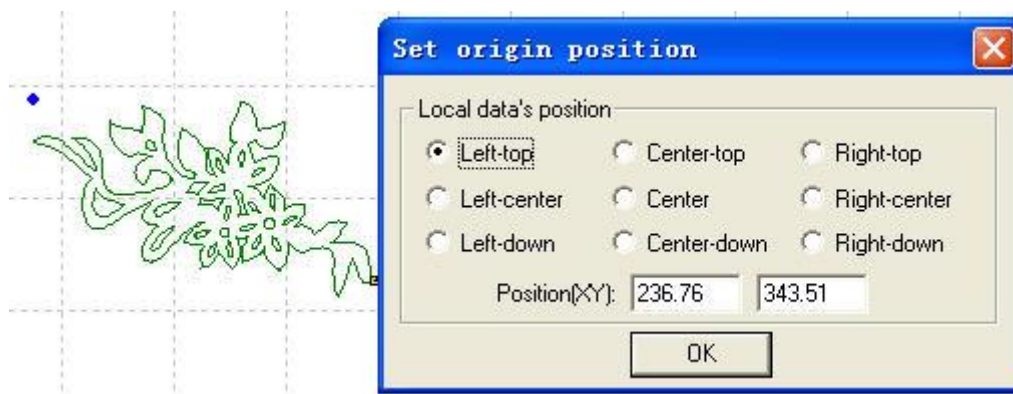 Set origin position
Local data's position
Left-top Center-top Right-top
Left-center Center Right-center
Left-down Center-down Right-down
Position(XY): 236.76 343.51
OK